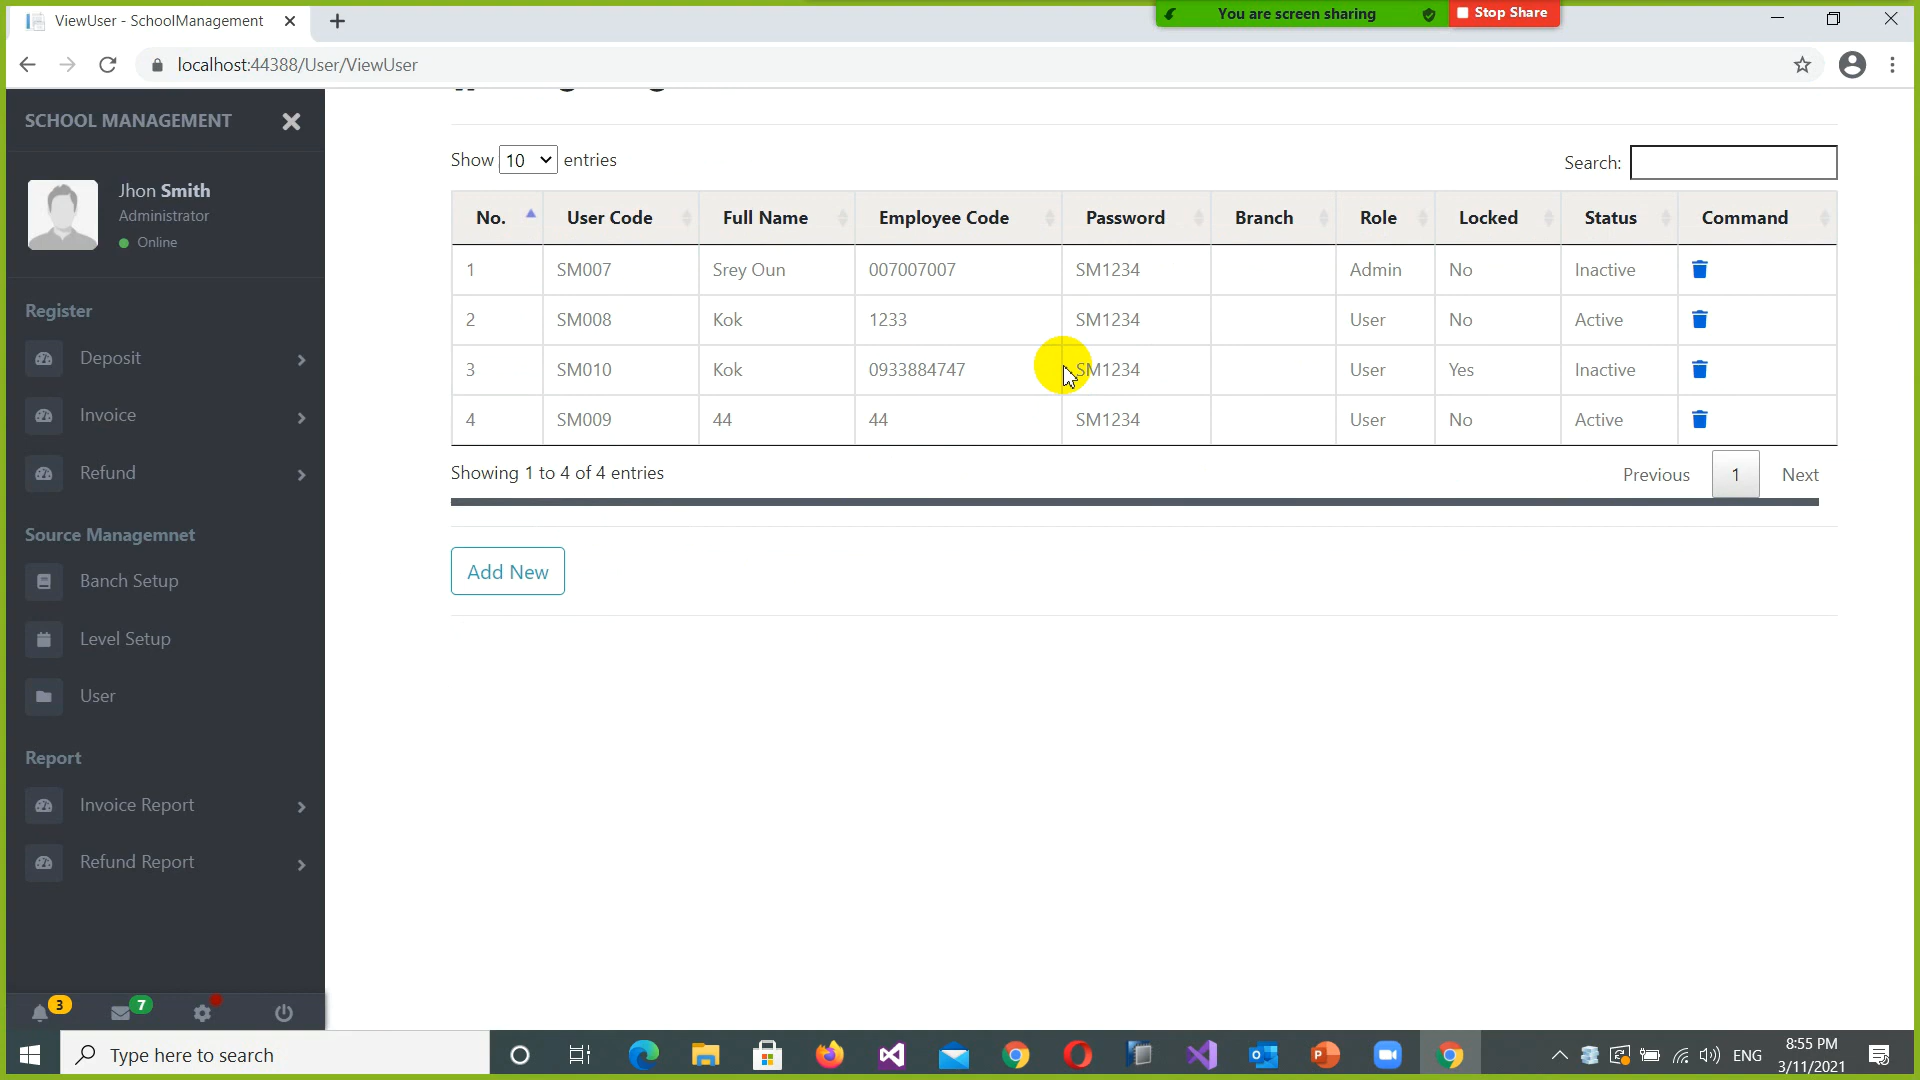 ViewUser - SchoolManagement
You are screen sharing
Stop Share
localhost:44388/User/ViewUser
SCHOOL MANAGEMENT
Jhon Smith
Administrator
Online
Register
Deposit
Invoice
Refund
Source Managemnet
Banch Setup
Level Setup
User
Report
Invoice Report
Refund Report
3
7
Show 10 entries
Search:
No. User Code Full Name Employee Code Password Branch Role Locked Status Command
1 SM007 Srey Oun 007007007 SM1234 Admin No Inactive
2 SM008 Kok 1233 SM1234 User No Active
3 SM010 Kok 0933884747 SM1234 User Yes Inactive
4 SM009 44 44 SM1234 User No Active
Showing 1 to 4 of 4 entries
Previous 1 Next
Add New
Type here to search
ENG
8:55 PM
3/11/2021